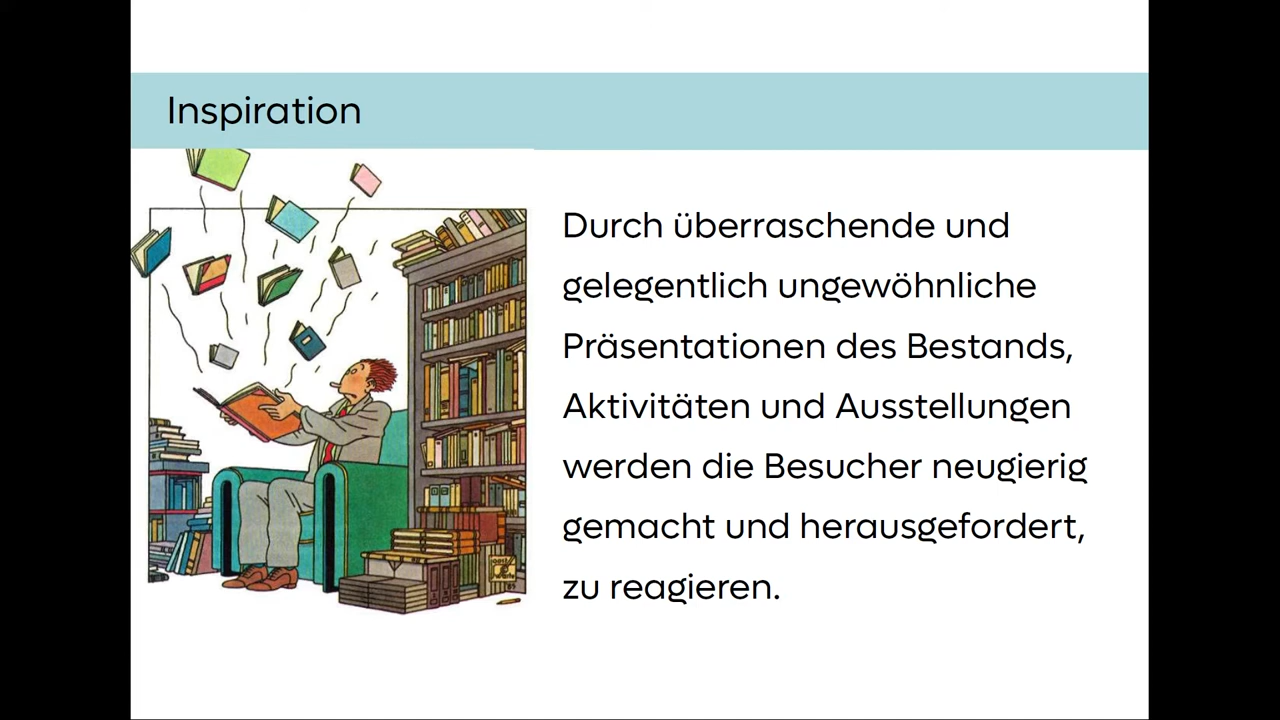 Inspiration
Durch überraschende und
gelegentlich ungewöhnliche
Präsentationen des Bestands,
Aktivitäten und Ausstellungen
werden die Besucher neugierig
gemacht und herausgefordert,
zu reagieren.